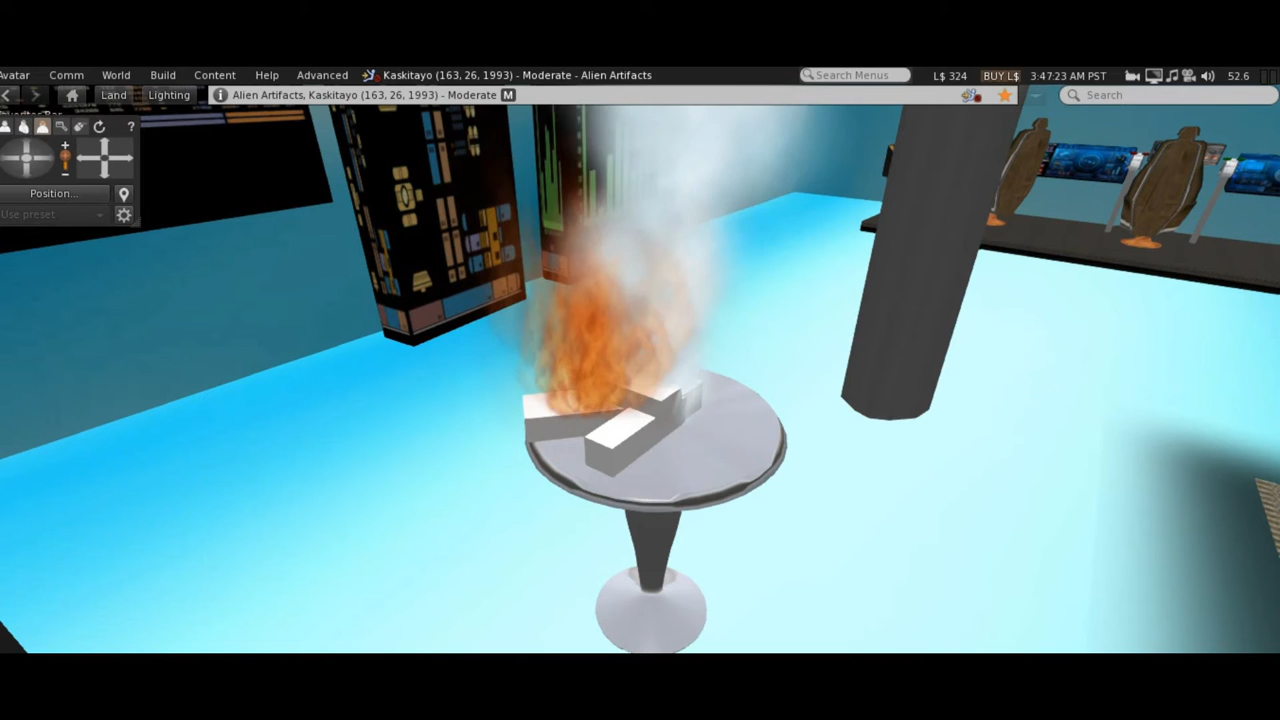 Avatar Comm World Build Content Help Advanced Kaskitayo (163, 26, 1993) - Moderate - Alien Artifacts Search Menus L$ 324 BUY L$ 3:47:23 AM PST 52.6
Land Lighting Alien Artifacts, Kaskitayo (163, 26, 1993) - Moderate M Search
?
+
-
Position...
Use preset